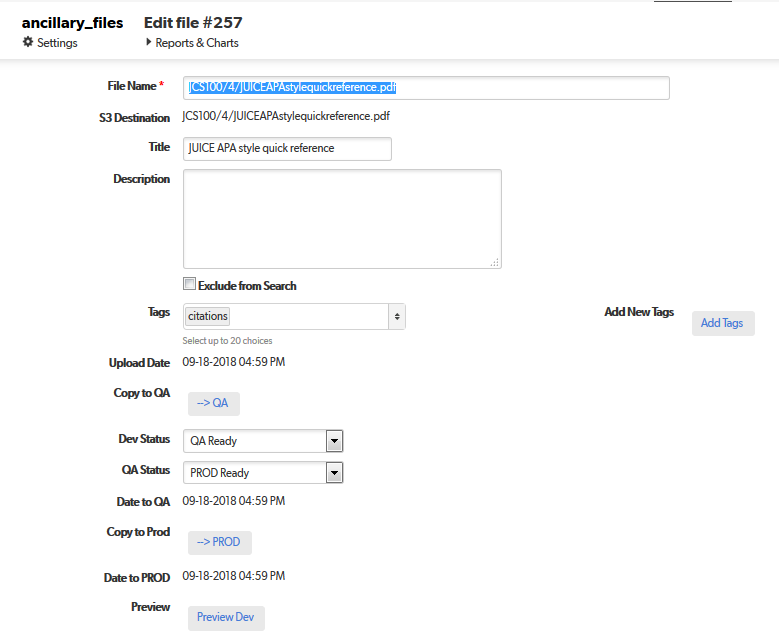 ancillary_files Edit file #257
Settings Reports & Charts
File Name * JCS100/4/JUICEAPAstylequickreference.pdf
S3 Destination JCS100/4/JUICEAPAstylequickreference.pdf
Title JUICE APA style quick reference
Description
Exclude from Search
Tags citations Add New Tags Add Tags
Select up to 20 choices
Upload Date 09-18-2018 04:59 PM
Copy to QA --> QA
Dev Status QA Ready
QA Status PROD Ready
Date to QA 09-18-2018 04:59 PM
Copy to Prod --> PROD
Date to PROD 09-18-2018 04:59 PM
Preview Preview Dev